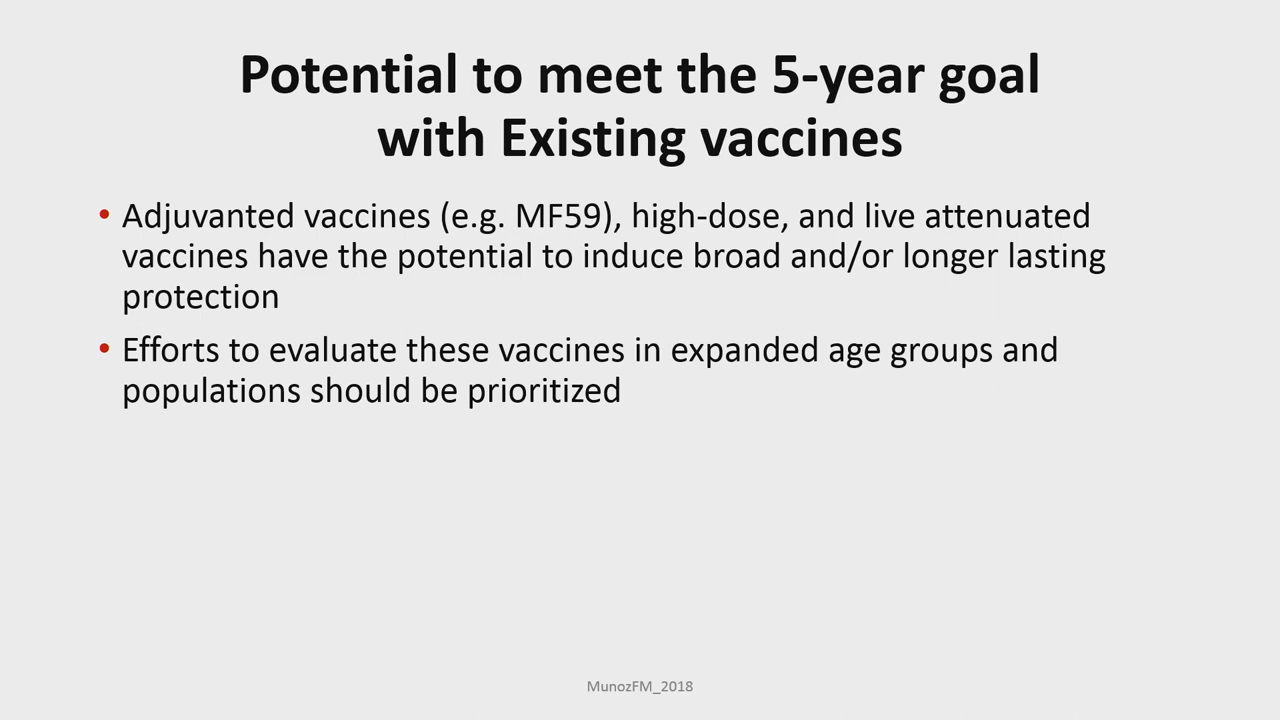 Potential to meet the 5-year goal
with Existing vaccines
• Adjuvanted vaccines (e.g. MF59), high-dose, and live attenuated
vaccines have the potential to induce broad and/or longer lasting
protection
• Efforts to evaluate these vaccines in expanded age groups and
populations should be prioritized
MunozFM_2018